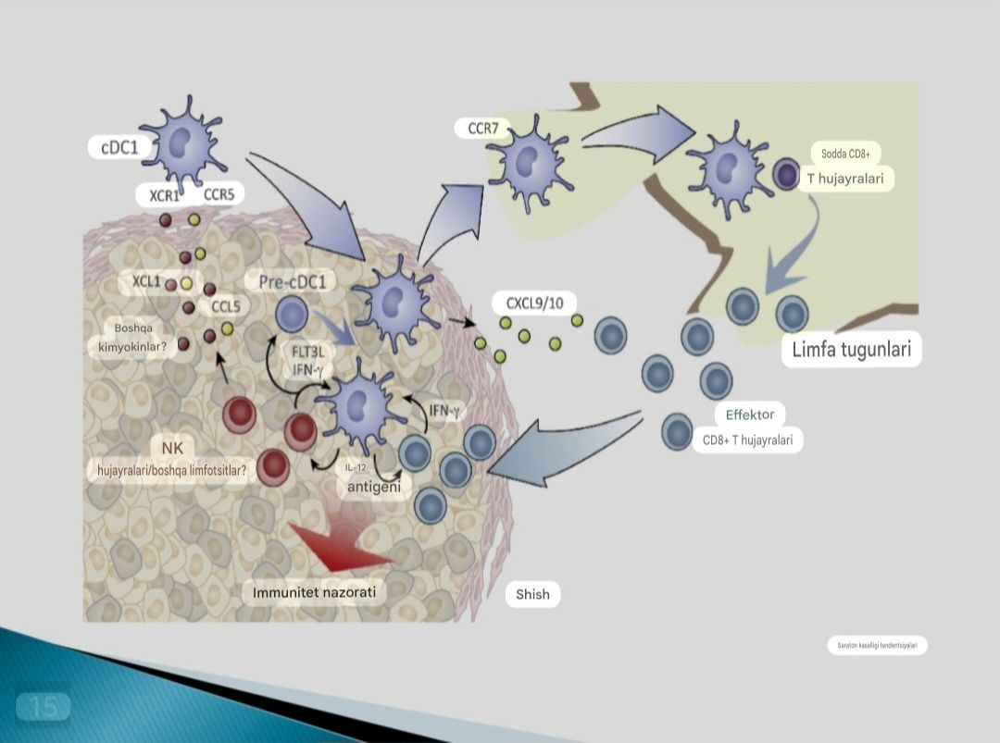 cDC1
XCR1 CCR5
CCR7
Sodda CD8+
T hujayralari
XCL1
CCL5
Pre-cDC1
CXCL9/10
Boshqa
kimyokinlar?
FLT3L
IFN-γ
Limfa tugunlari
IFN-γ
Effektor
CD8+ T hujayralari
NK
hujayralari/boshqa limfotsitlar?
IL-12
antigeni
Immunitet nazorati
Shish
Saraton kasalligi tendentsiyalari
15